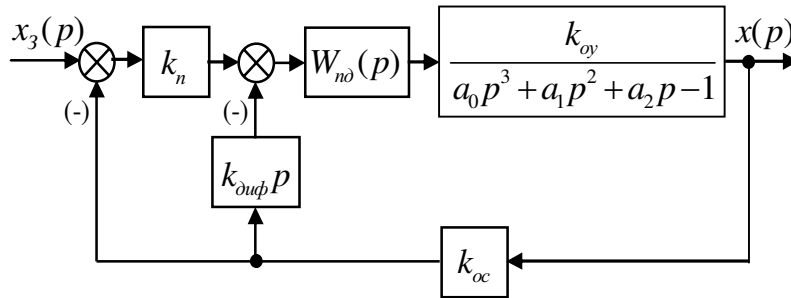 x_З(p)
k_п
W_пд(p)
k_оу
a_0p^3+a_1p^2+a_2p−1
x(p)
(-)
(-)
k_диф p
k_ос